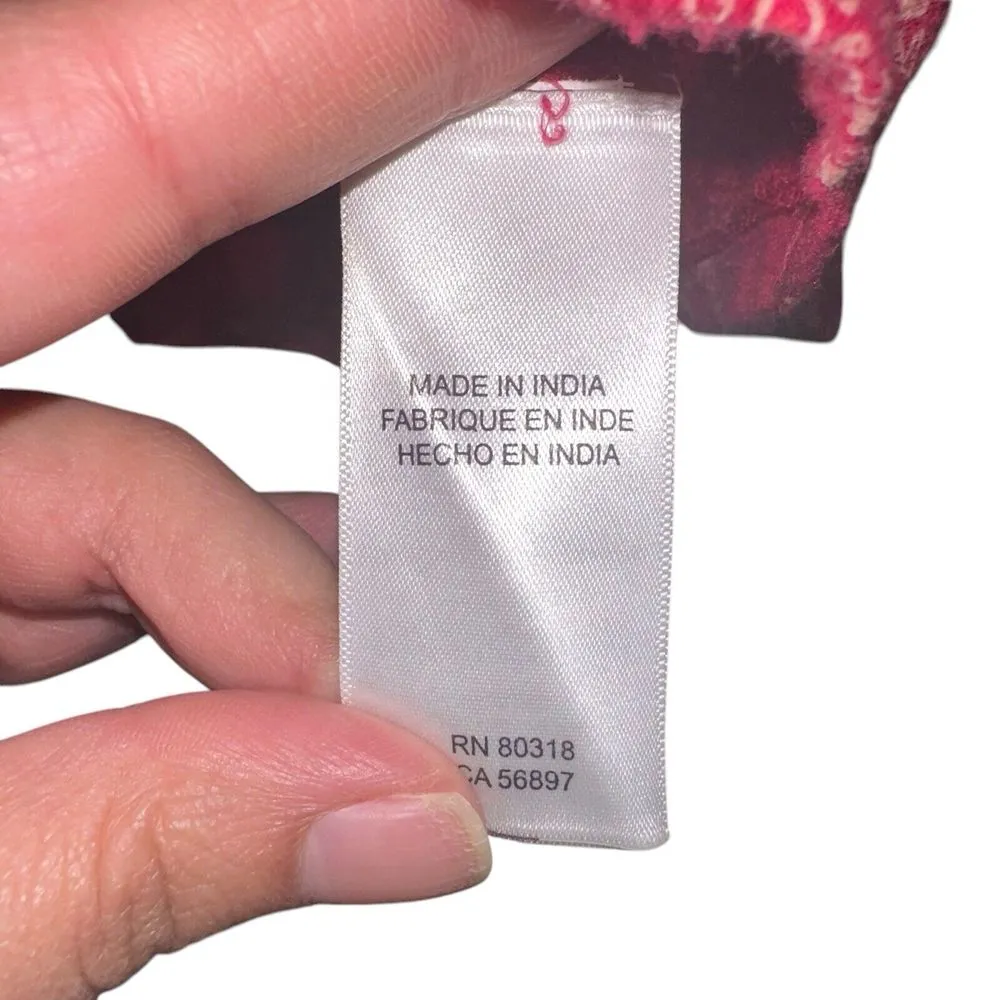 MADE IN INDIA
FABRIQUE EN INDE
HECHO EN INDIA
RN 80318
CA 56897